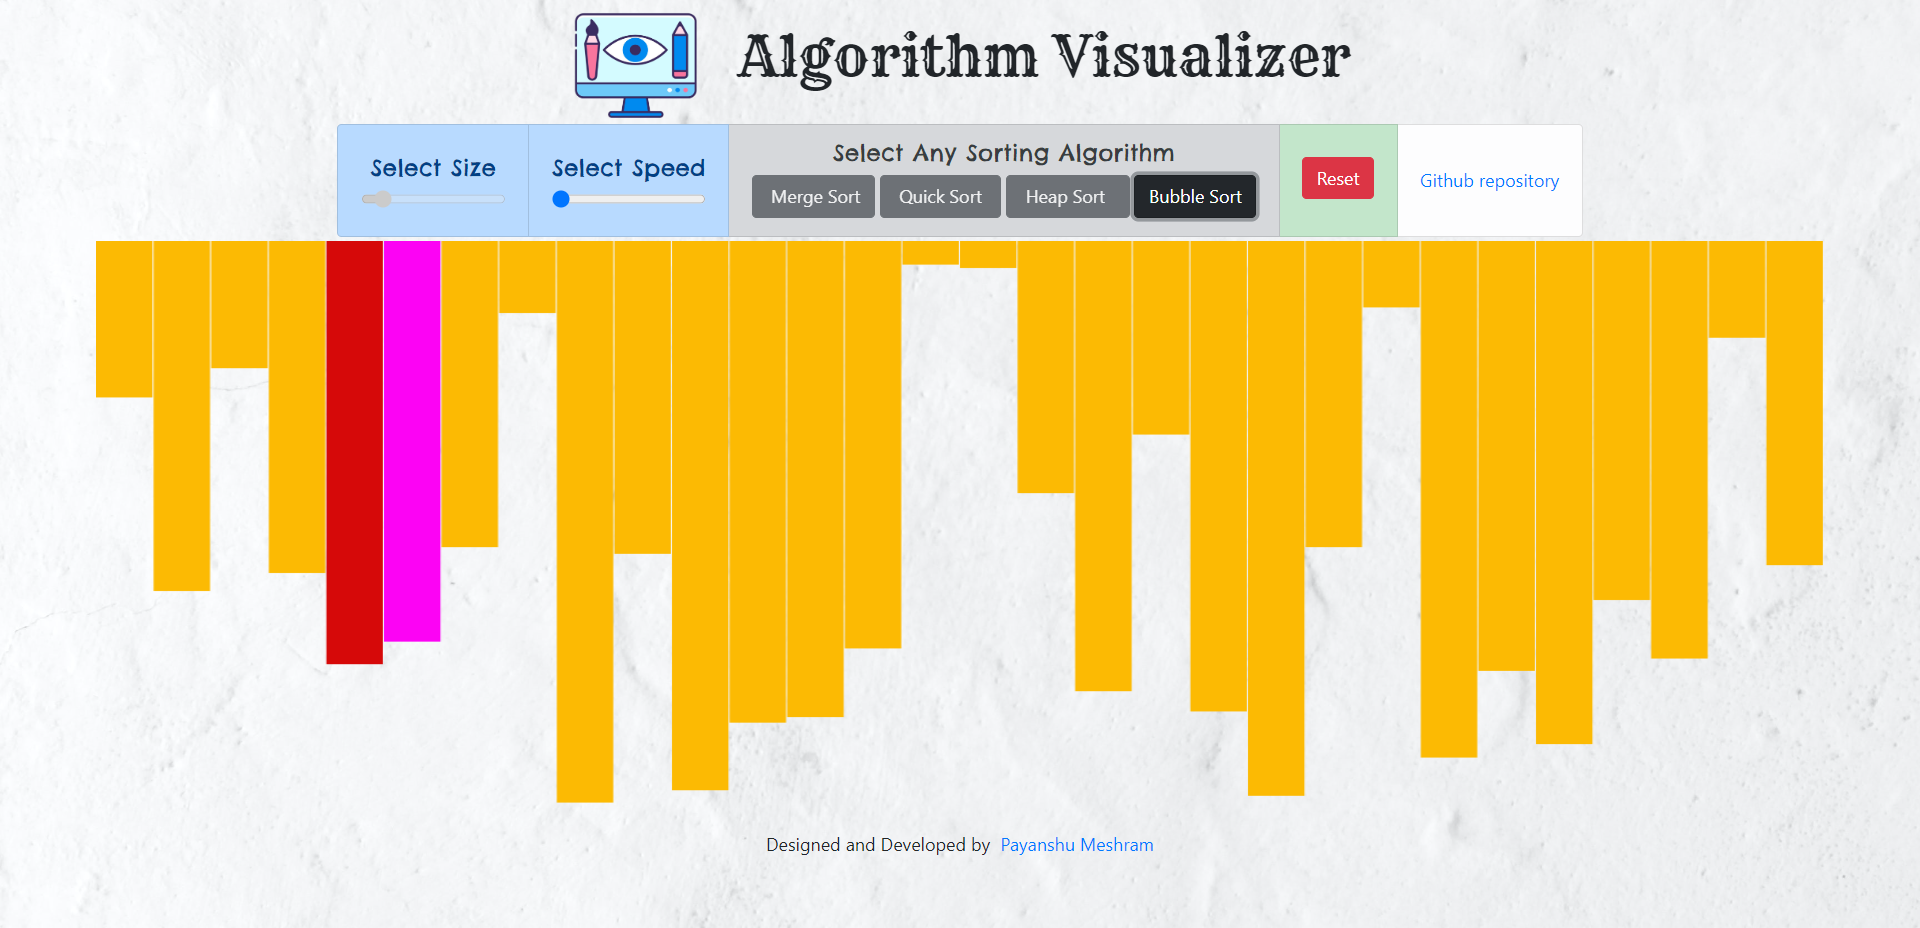 Algorithm Visualizer
Select Size
Select Speed
Select Any Sorting Algorithm
Merge Sort
Quick Sort
Heap Sort
Bubble Sort
Reset
Github repository
Designed and Developed by Payanshu Meshram